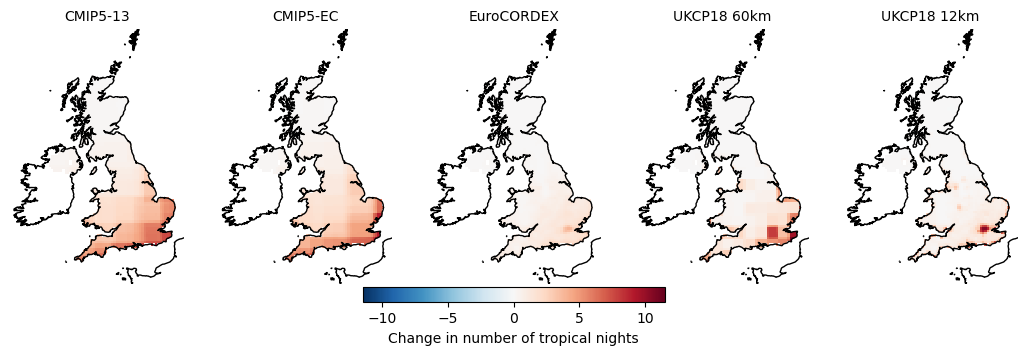 CMIP5-13 CMIP5-EC EuroCORDEX UKCP18 60km UKCP18 12km
−10 −5 0 5 10
Change in number of tropical nights